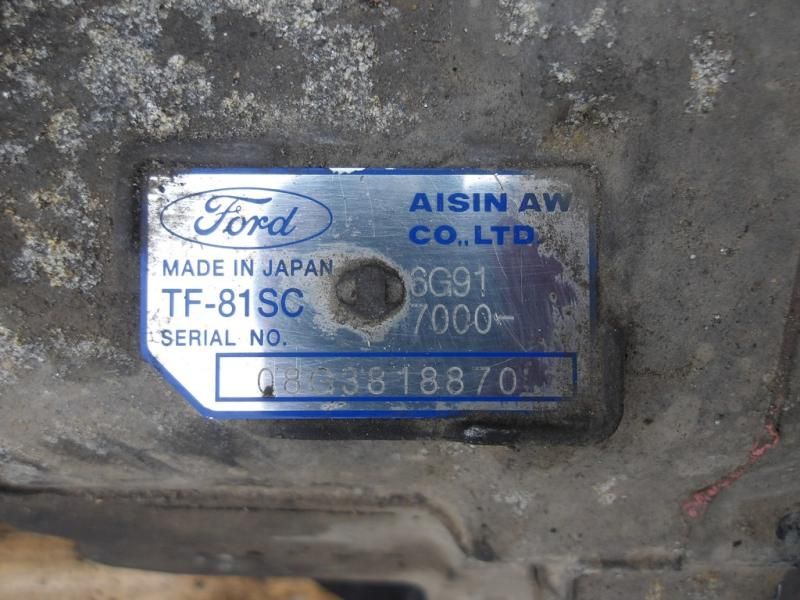 Ford
AISIN AW
CO.,LTD.
MADE IN JAPAN
6G91
TF-81SC
7000-
SERIAL NO.
08G3818870